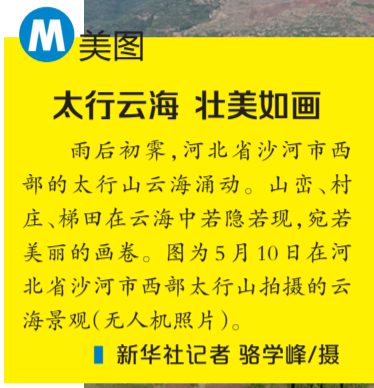 M 美图
太行云海 壮美如画
雨后初霁，河北省沙河市西
部的太行山云海涌动。山峦、村
庄、梯田在云海中若隐若现，宛若
美丽的画卷。图为5月10日在河
北省沙河市西部太行山拍摄的云
海景观（无人机照片）。
新华社记者 骆学峰/摄